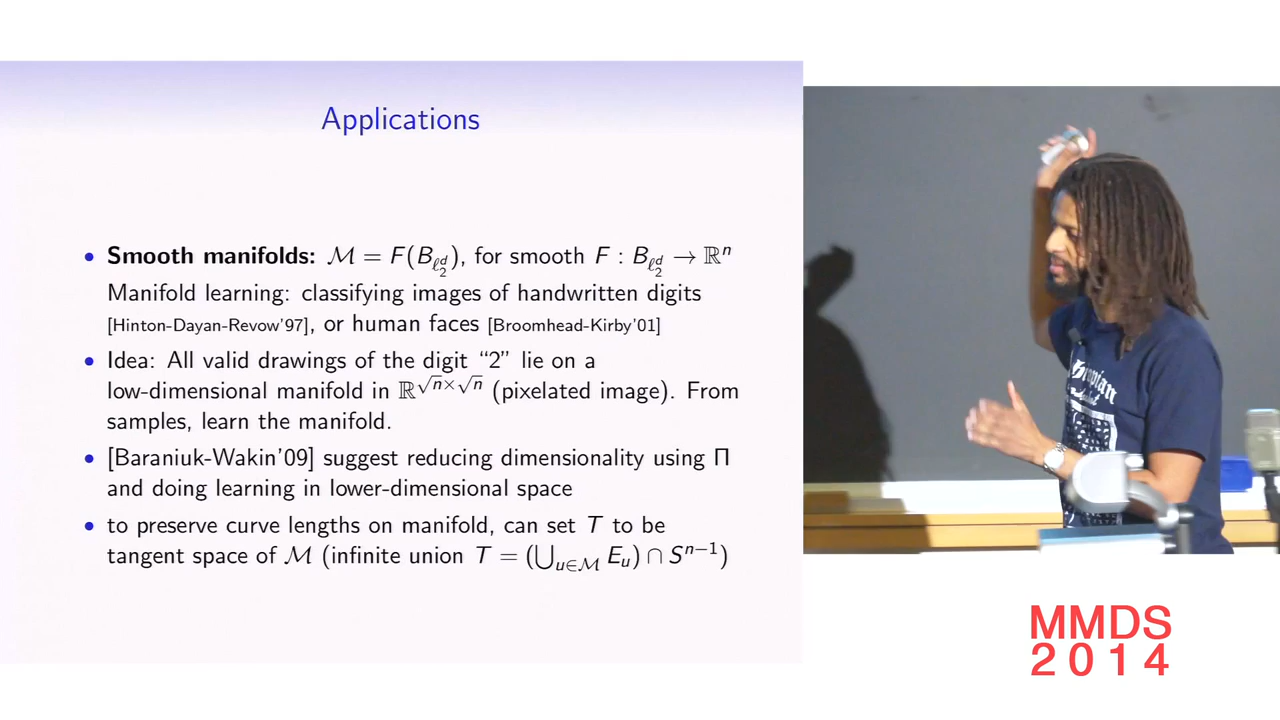 Applications
• Smooth manifolds: ℳ = F(B_{ℓ_2^d}), for smooth F : B_{ℓ_2^d} → ℝⁿ
Manifold learning: classifying images of handwritten digits
[Hinton-Dayan-Revow'97], or human faces [Broomhead-Kirby'01]
• Idea: All valid drawings of the digit “2” lie on a
low-dimensional manifold in ℝ^{√n×√n} (pixelated image). From
samples, learn the manifold.
• [Baraniuk-Wakin'09] suggest reducing dimensionality using Π
and doing learning in lower-dimensional space
• to preserve curve lengths on manifold, can set T to be
tangent space of ℳ (infinite union T = (⋃_{u∈ℳ} E_u) ∩ S^{n−1})
MMDS
2014